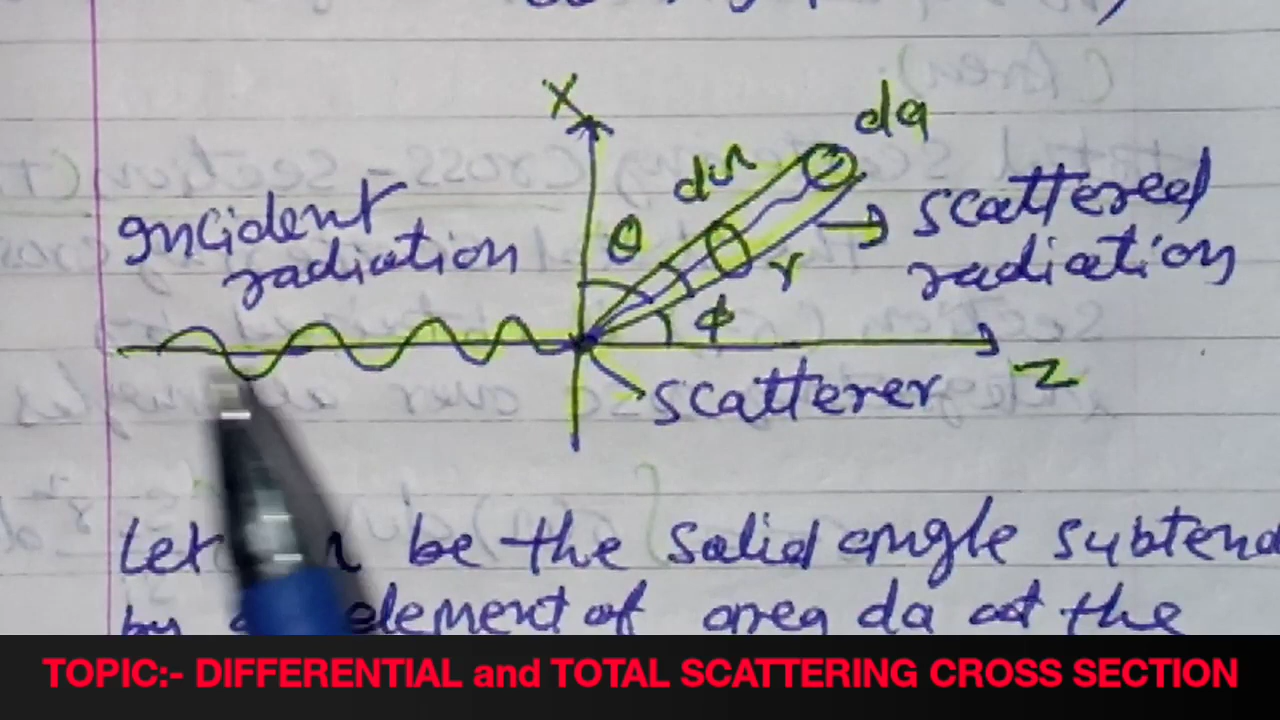 X
da
dΩ
Incident
radiation
θ
scattered
radiation
r
ϕ
Z
scatterer
Let be the solid angle subtend
by element of area da at the
TOPIC:- DIFFERENTIAL and TOTAL SCATTERING CROSS SECTION